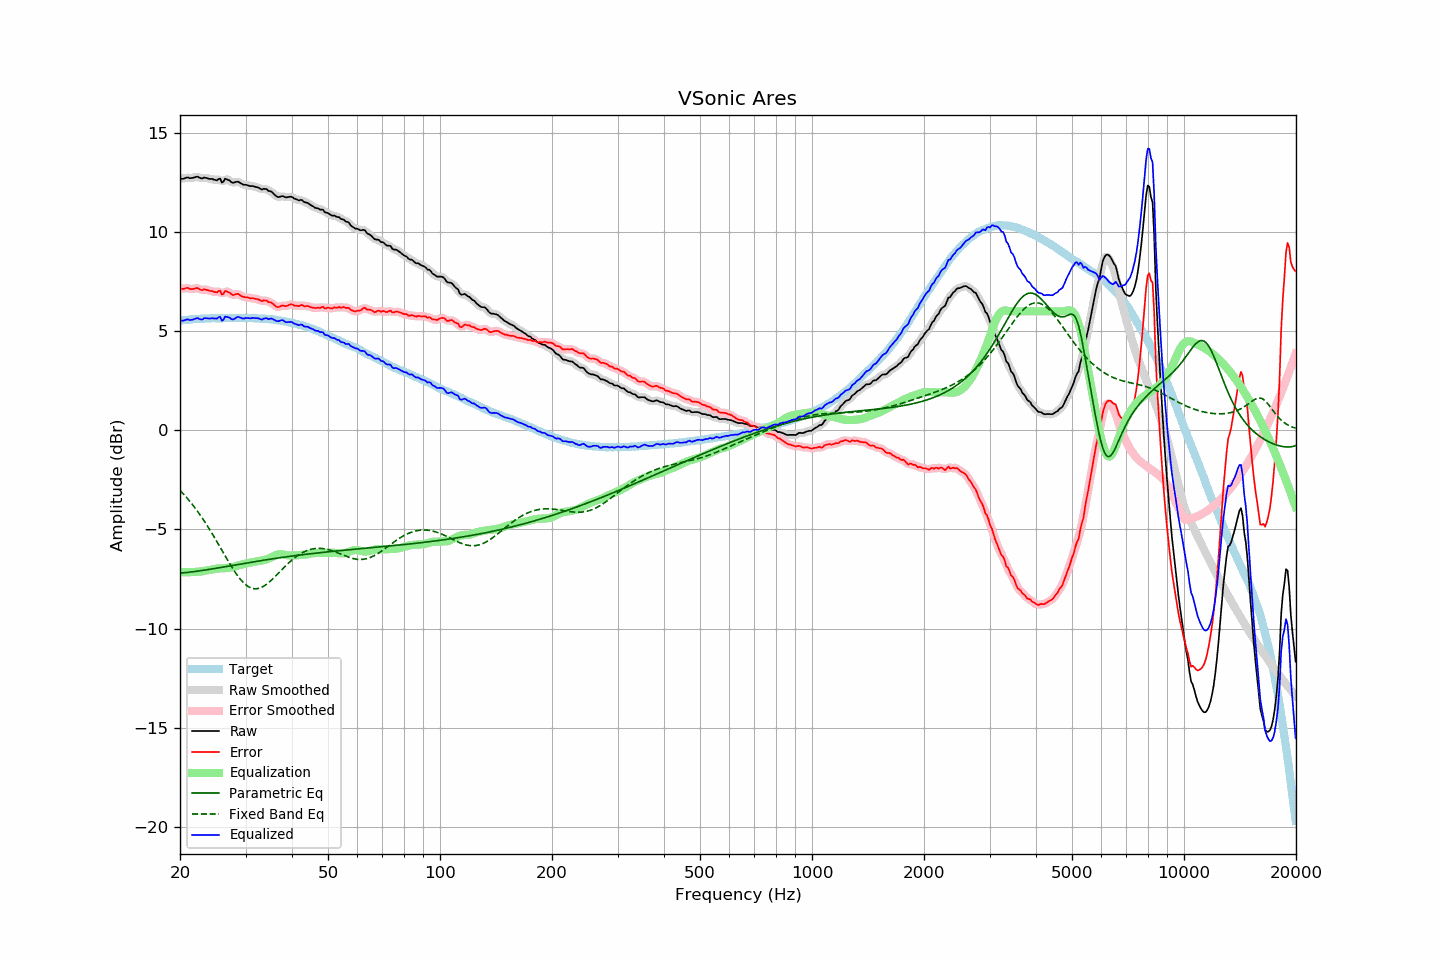 VSonic Ares
15
10
5
0
−5
−10
−15
−20
Amplitude (dBr)
Target
Raw Smoothed
Error Smoothed
Raw
Error
Equalization
Parametric Eq
Fixed Band Eq
Equalized
20 50 100 200 500 1000 2000 5000 10000 20000
Frequency (Hz)